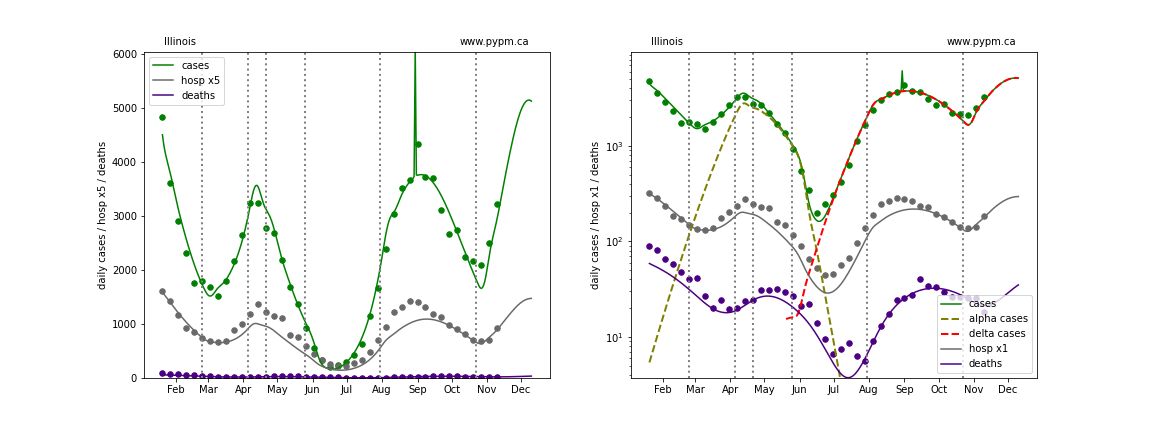 Illinois www.pypm.ca
6000
5000
4000
3000
2000
1000
0
daily cases / hosp x5 / deaths
cases
hosp x5
deaths
Feb Mar Apr May Jun Jul Aug Sep Oct Nov Dec
Illinois www.pypm.ca
10³
10²
10¹
daily cases / hosp x1 / deaths
cases
alpha cases
delta cases
hosp x1
deaths
Feb Mar Apr May Jun Jul Aug Sep Oct Nov Dec